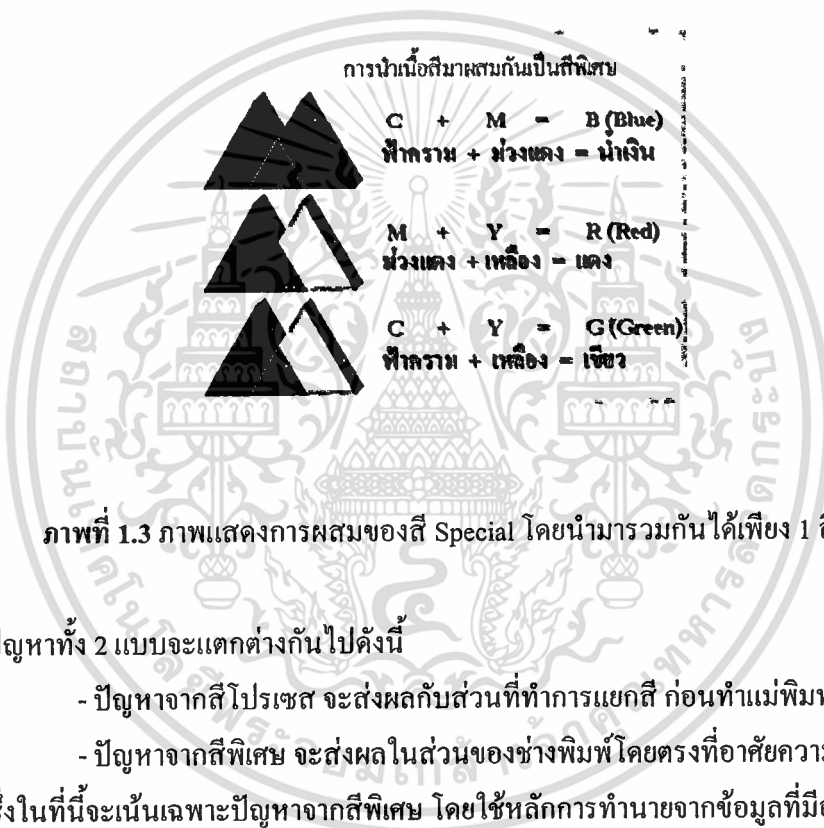 การนำเนื้อสีมาผสมกันเป็นสีพิเศษ
C + M = B (Blue)
ฟ้าคราม + ม่วงแดง = น้ำเงิน
M + Y = R (Red)
ม่วงแดง + เหลือง = แดง
C + Y = G (Green)
ฟ้าคราม + เหลือง = เขียว
ภาพที่ 1.3 ภาพแสดงการผสมของสี Special โดยนำมารวมกันได้เพียง 1 สี
ปัญหาทั้ง 2 แบบจะแตกต่างกันไปดังนี้
- ปัญหาจากสีโปรเซส จะส่งผลกับส่วนที่ทำการแยกสี ก่อนทำแม่พิมพ์
- ปัญหาจากสีพิเศษ จะส่งผลในส่วนของช่างพิมพ์โดยตรงที่อาศัยความ
ซึ่งในที่นี้จะเน้นเฉพาะปัญหาจากสีพิเศษ โดยใช้หลักการทำนายจากข้อมูลที่มี